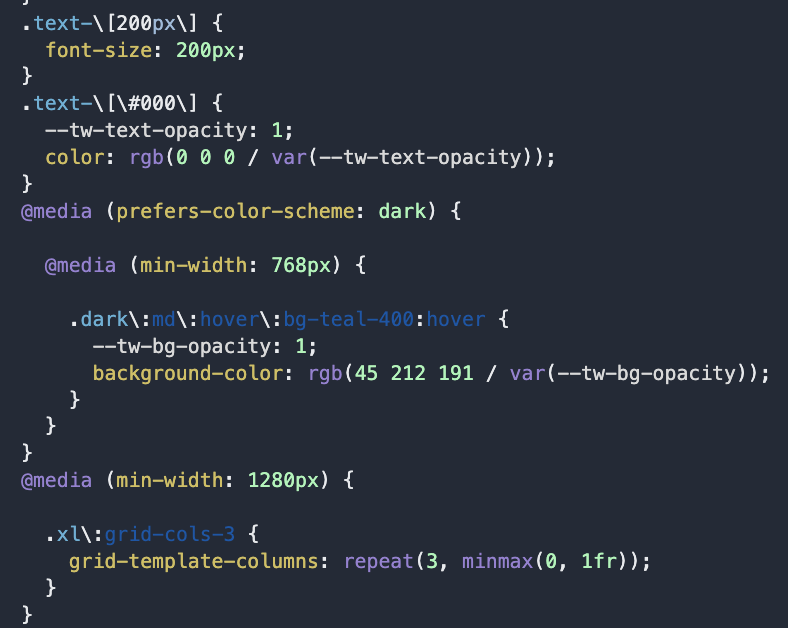 }
.text-\[200px\] {
  font-size: 200px;
}
.text-\[\#000\] {
  --tw-text-opacity: 1;
  color: rgb(0 0 0 / var(--tw-text-opacity));
}
@media (prefers-color-scheme: dark) {

  @media (min-width: 768px) {

    .dark\:md\:hover\:bg-teal-400:hover {
      --tw-bg-opacity: 1;
      background-color: rgb(45 212 191 / var(--tw-bg-opacity));
    }
  }
}
@media (min-width: 1280px) {

  .xl\:grid-cols-3 {
    grid-template-columns: repeat(3, minmax(0, 1fr));
  }
}